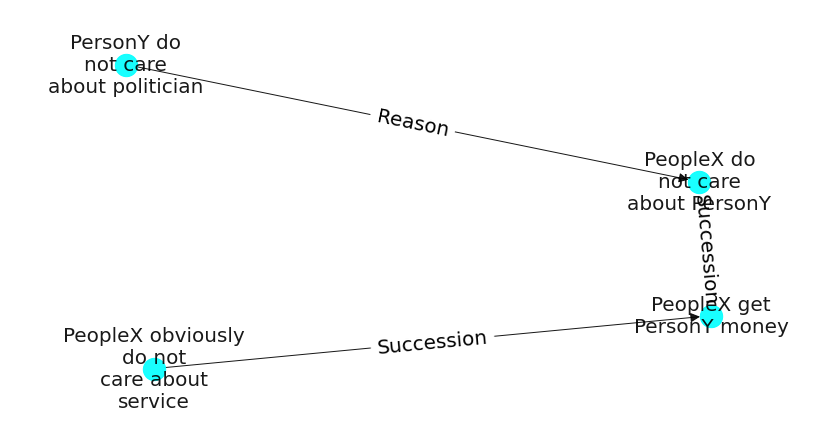 PersonY do
not care
about politician
Reason
PeopleX do
not care
about PersonY
Succession
PeopleX get
PersonY money
PeopleX obviously
do not
care about
service
Succession